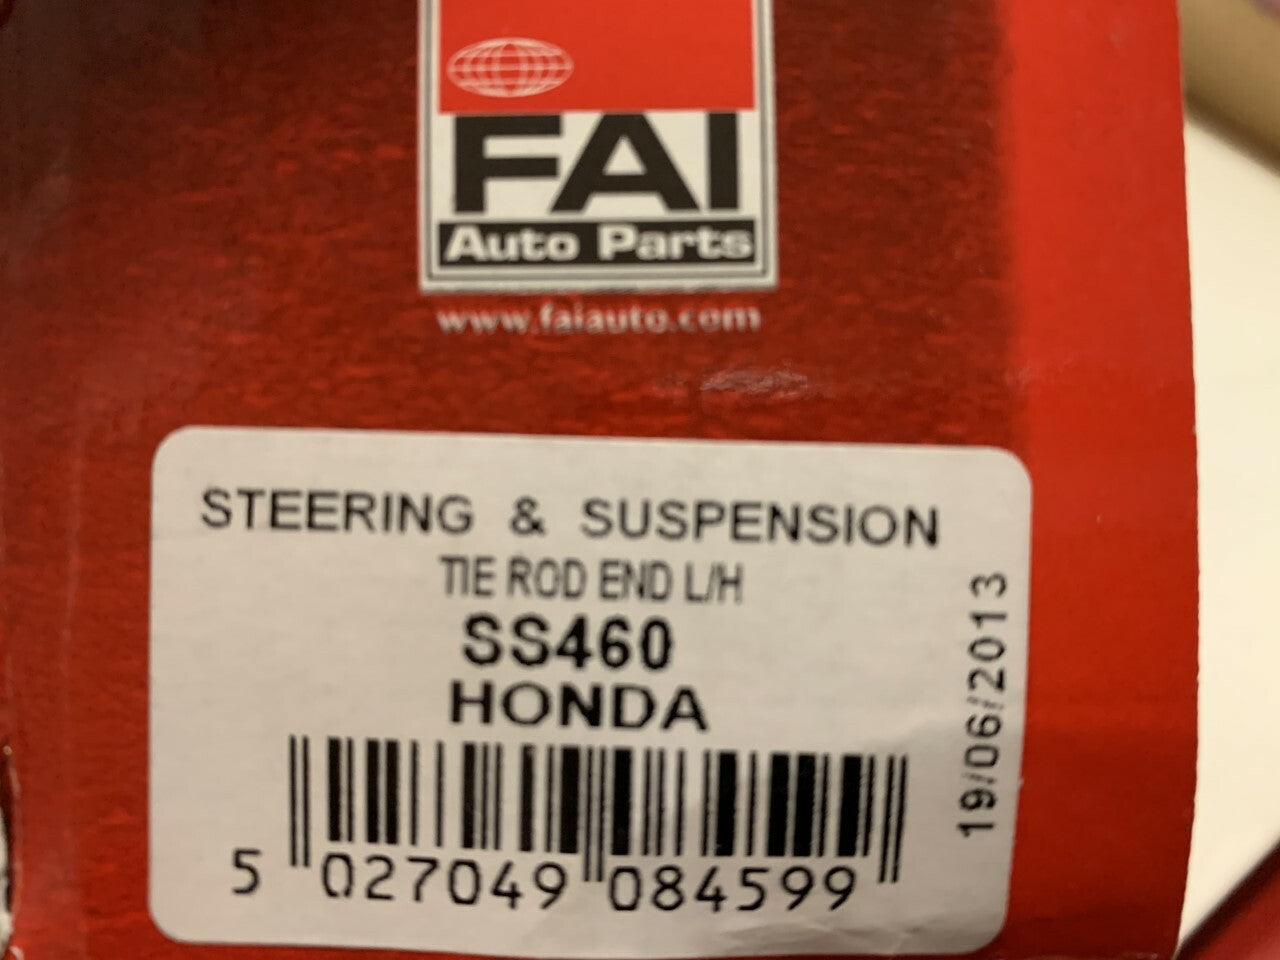 FAI
Auto Parts
www.faiauto.com
STEERING & SUSPENSION
TIE ROD END L/H
SS460
HONDA
5 027049 084599
19/06/2013